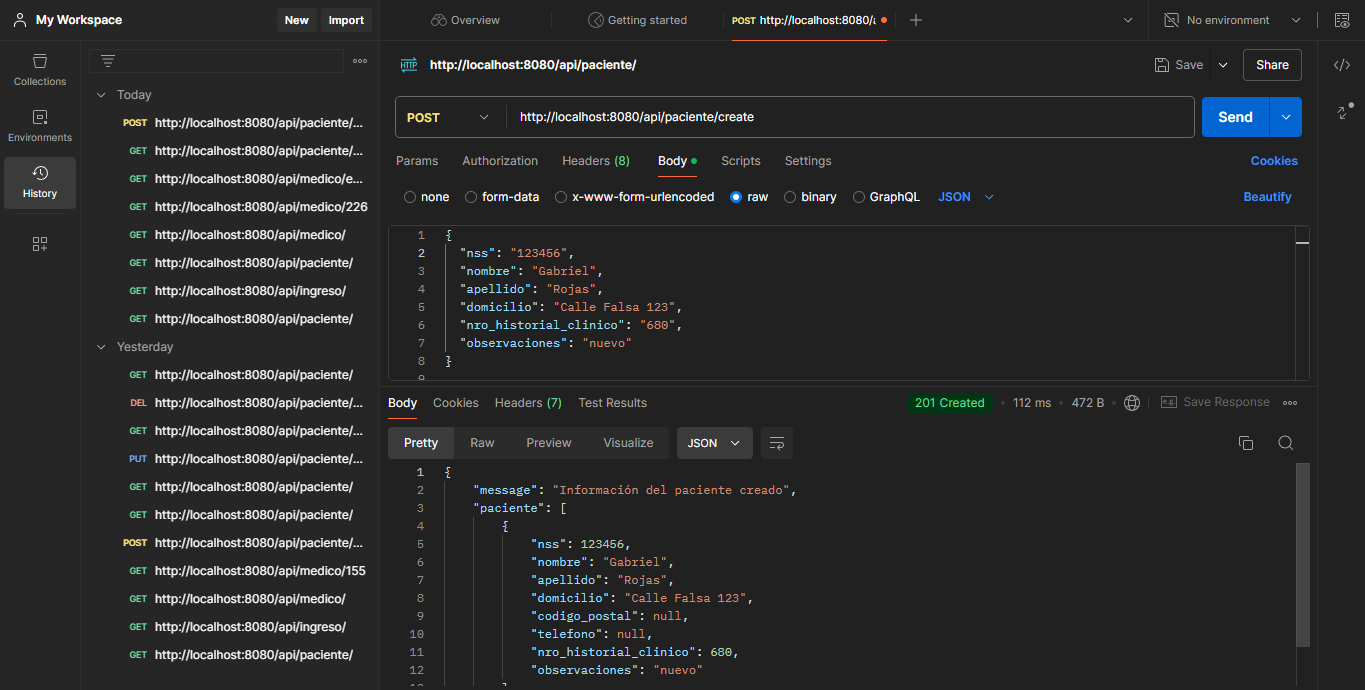 My Workspace
New
Import
Overview
Getting started
POST http://localhost:8080/a
No environment
Collections
Environments
History
Today
POST http://localhost:8080/api/paciente/...
GET http://localhost:8080/api/paciente/...
GET http://localhost:8080/api/medico/e...
GET http://localhost:8080/api/medico/226
GET http://localhost:8080/api/medico/
GET http://localhost:8080/api/paciente/
GET http://localhost:8080/api/ingreso/
GET http://localhost:8080/api/paciente/
Yesterday
GET http://localhost:8080/api/paciente/
DEL http://localhost:8080/api/paciente/...
GET http://localhost:8080/api/paciente/...
PUT http://localhost:8080/api/paciente/...
GET http://localhost:8080/api/paciente/
GET http://localhost:8080/api/paciente/
POST http://localhost:8080/api/paciente/...
GET http://localhost:8080/api/medico/155
GET http://localhost:8080/api/medico/
GET http://localhost:8080/api/ingreso/
GET http://localhost:8080/api/paciente/
HTTP http://localhost:8080/api/paciente/
Save
Share
POST
http://localhost:8080/api/paciente/create
Send
Params Authorization Headers (8) Body Scripts Settings Cookies
none form-data x-www-form-urlencoded raw binary GraphQL JSON Beautify
1 {
2 "nss": "123456",
3 "nombre": "Gabriel",
4 "apellido": "Rojas",
5 "domicilio": "Calle Falsa 123",
6 "nro_historial_clinico": "680",
7 "observaciones": "nuevo"
8 }
9
Body Cookies Headers (7) Test Results 201 Created 112 ms 472 B e.g. Save Response
Pretty Raw Preview Visualize JSON
1 {
2 "message": "Información del paciente creado",
3 "paciente": [
4 {
5 "nss": 123456,
6 "nombre": "Gabriel",
7 "apellido": "Rojas",
8 "domicilio": "Calle Falsa 123",
9 "codigo_postal": null,
10 "telefono": null,
11 "nro_historial_clinico": 680,
12 "observaciones": "nuevo"